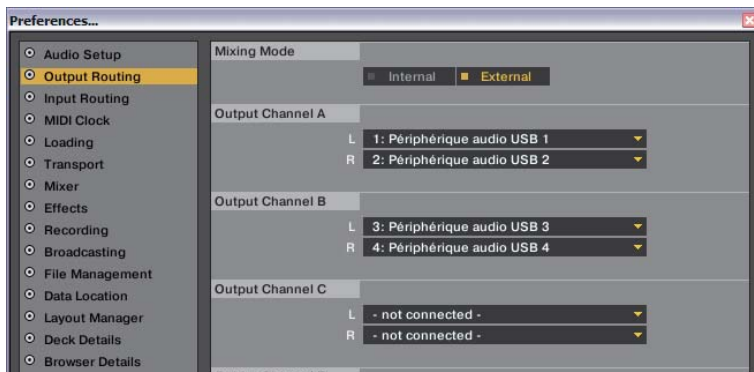 Preferences...
Audio Setup
Output Routing
Input Routing
MIDI Clock
Loading
Transport
Mixer
Effects
Recording
Broadcasting
File Management
Data Location
Layout Manager
Deck Details
Browser Details
Mixing Mode
Internal External
Output Channel A
L 1: Périphérique audio USB 1
R 2: Périphérique audio USB 2
Output Channel B
L 3: Périphérique audio USB 3
R 4: Périphérique audio USB 4
Output Channel C
L - not connected -
R - not connected -